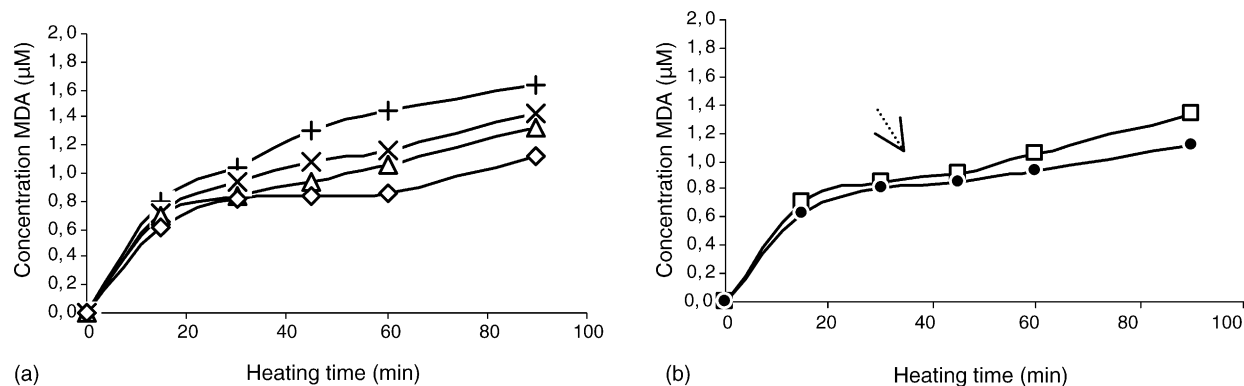 2,0
1,8
1,6
1,4
1,2
1,0
0,8
0,6
0,4
0,2
0,0
Concentration MDA (µM)
0 20 40 60 80 100
Heating time (min)
(a)
2,0
1,8
1,6
1,4
1,2
1,0
0,8
0,6
0,4
0,2
0,0
Concentration MDA (µM)
0 20 40 60 80 100
Heating time (min)
(b)